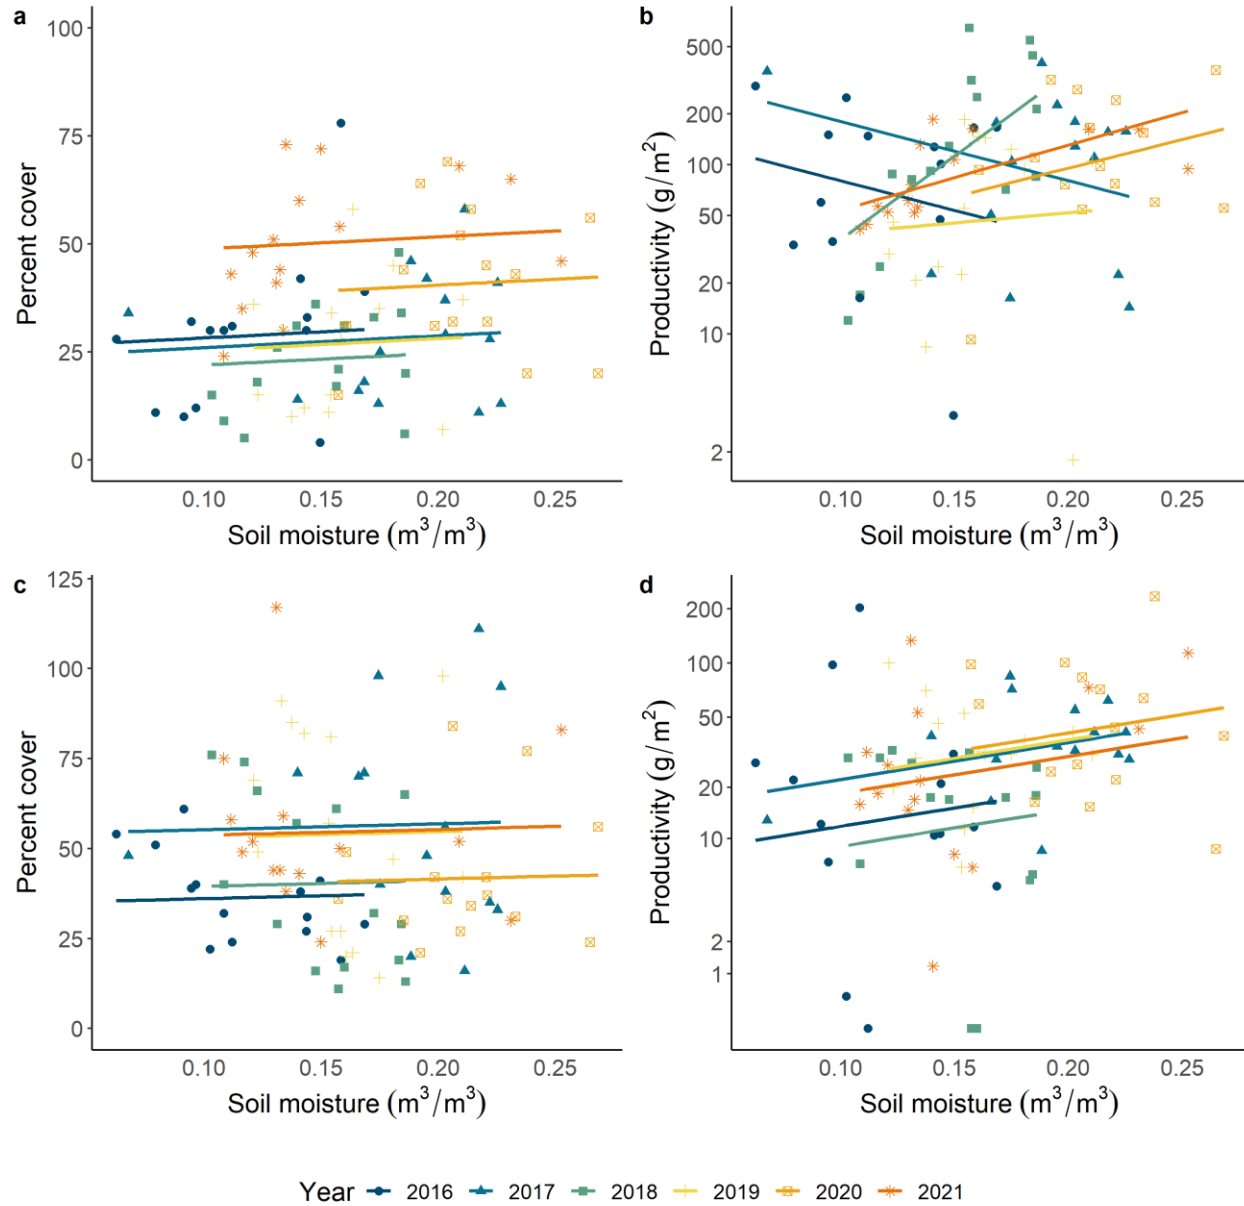 a
100
75
50
25
0
Percent cover
0.10 0.15 0.20 0.25
Soil moisture (m³/m³)
b
500
200
100
50
20
10
2
Productivity (g/m²)
0.10 0.15 0.20 0.25
Soil moisture (m³/m³)
c
125
100
75
50
25
0
Percent cover
0.10 0.15 0.20 0.25
Soil moisture (m³/m³)
d
200
100
50
20
10
2
1
Productivity (g/m²)
0.10 0.15 0.20 0.25
Soil moisture (m³/m³)
Year 2016 2017 2018 2019 2020 2021